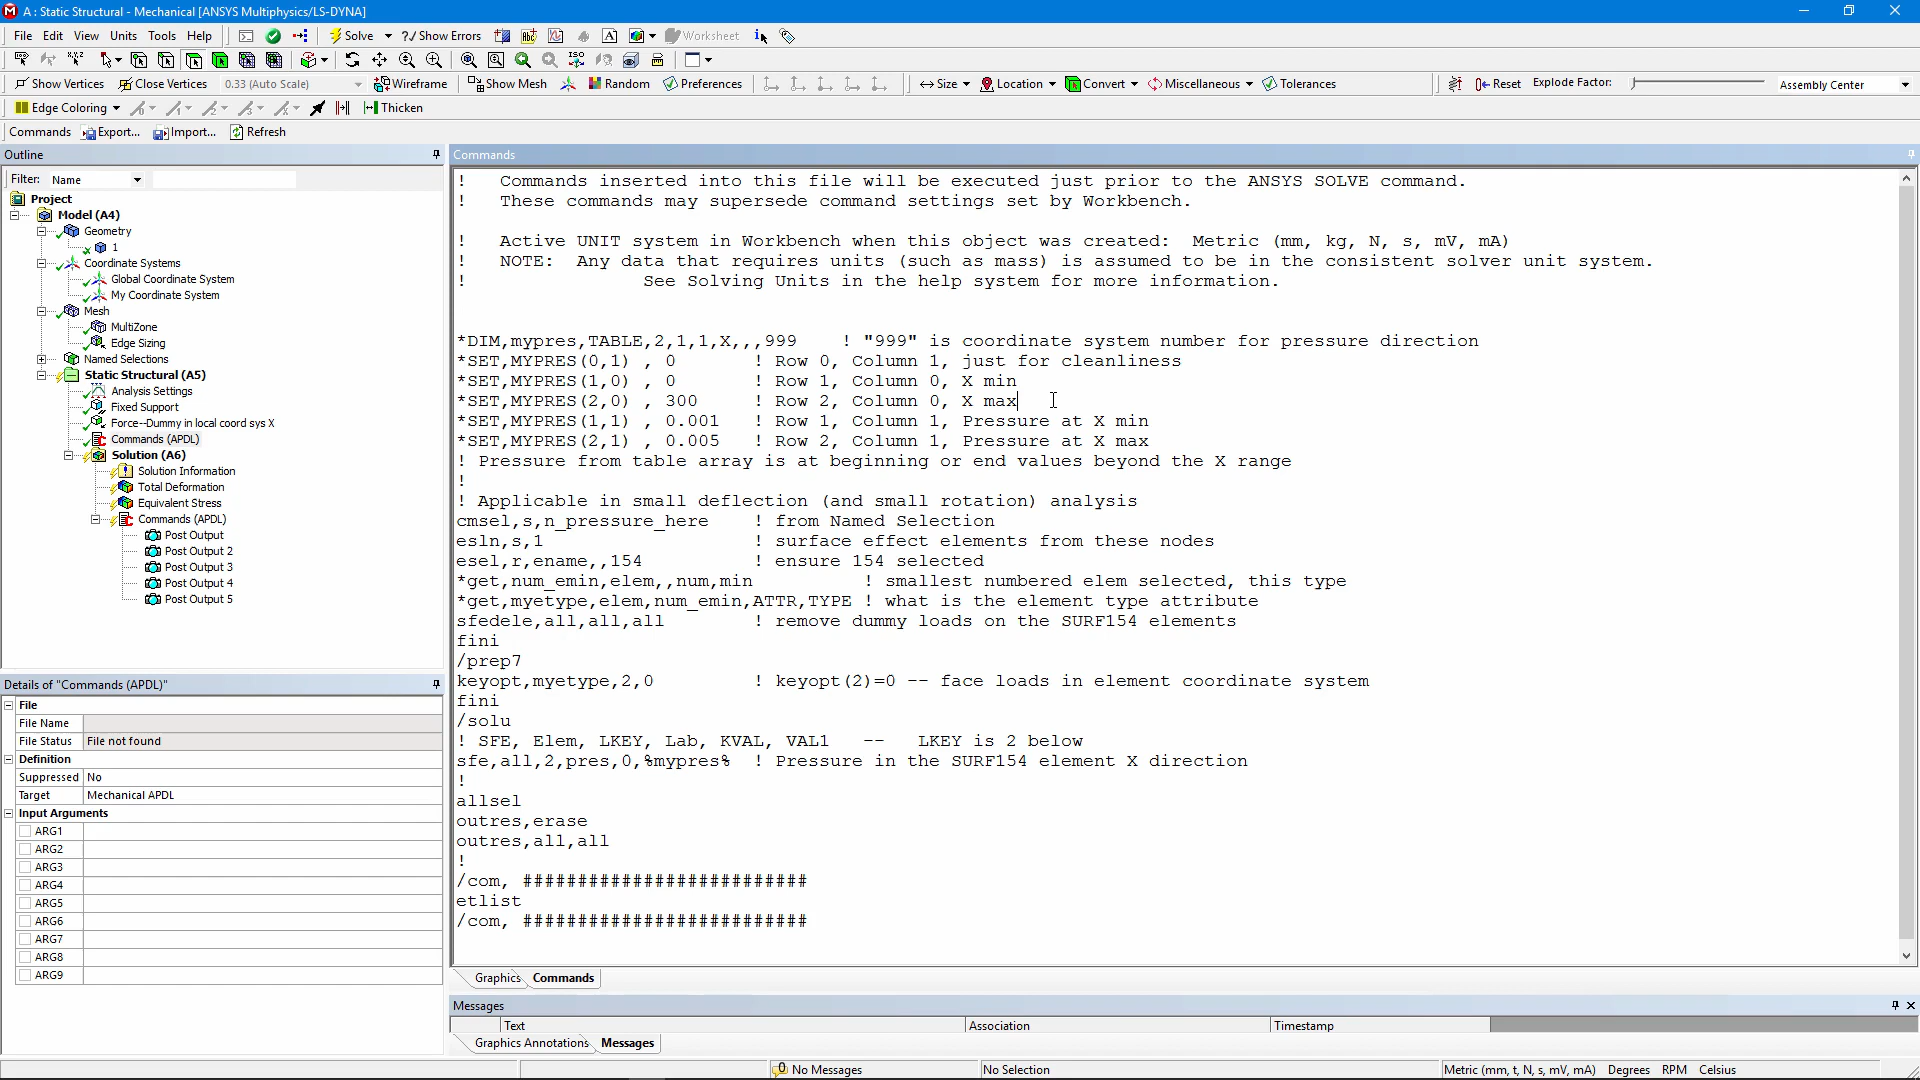 A : Static Structural - Mechanical [ANSYS Multiphysics/LS-DYNA]
File Edit View Units Tools Help Solve ?/Show Errors Worksheet
Show Vertices Close Vertices 0.33 (Auto Scale) Wireframe Show Mesh Random Preferences Size Location Convert Miscellaneous Tolerances Reset Explode Factor: Assembly Center
Edge Coloring Thicken
Commands Export... Import... Refresh
Outline
Filter: Name
Project
Model (A4)
Geometry
1
Coordinate Systems
Global Coordinate System
My Coordinate System
Mesh
MultiZone
Edge Sizing
Named Selections
Static Structural (A5)
Analysis Settings
Fixed Support
Force--Dummy in local coord sys X
Commands (APDL)
Solution (A6)
Solution Information
Total Deformation
Equivalent Stress
Commands (APDL)
Post Output
Post Output 2
Post Output 3
Post Output 4
Post Output 5
Details of "Commands (APDL)"
File
File Name
File Status File not found
Definition
Suppressed No
Target Mechanical APDL
Input Arguments
ARG1
ARG2
ARG3
ARG4
ARG5
ARG6
ARG7
ARG8
ARG9
Commands
! Commands inserted into this file will be executed just prior to the ANSYS SOLVE command.
! These commands may supersede command settings set by Workbench.
! Active UNIT system in Workbench when this object was created: Metric (mm, kg, N, s, mV, mA)
! NOTE: Any data that requires units (such as mass) is assumed to be in the consistent solver unit system.
! See Solving Units in the help system for more information.
*DIM,mypres,TABLE,2,1,1,X,,,999 ! "999" is coordinate system number for pressure direction
*SET,MYPRES(0,1) , 0 ! Row 0, Column 1, just for cleanliness
*SET,MYPRES(1,0) , 0 ! Row 1, Column 0, X min
*SET,MYPRES(2,0) , 300 ! Row 2, Column 0, X max
*SET,MYPRES(1,1) , 0.001 ! Row 1, Column 1, Pressure at X min
*SET,MYPRES(2,1) , 0.005 ! Row 2, Column 1, Pressure at X max
! Pressure from table array is at beginning or end values beyond the X range
!
! Applicable in small deflection (and small rotation) analysis
cmsel,s,n_pressure_here ! from Named Selection
esln,s,1 ! surface effect elements from these nodes
esel,r,ename,,154 ! ensure 154 selected
*get,num_emin,elem,,num,min ! smallest numbered elem selected, this type
*get,myetype,elem,num_emin,ATTR,TYPE ! what is the element type attribute
sfedele,all,all,all ! remove dummy loads on the SURF154 elements
fini
/prep7
keyopt,myetype,2,0 ! keyopt(2)=0 -- face loads in element coordinate system
fini
/solu
! SFE, Elem, LKEY, Lab, KVAL, VAL1 -- LKEY is 2 below
sfe,all,2,pres,0,%mypres% ! Pressure in the SURF154 element X direction
!
allsel
outres,erase
outres,all,all
!
/com, ##########################
etlist
/com, ##########################
Graphics Commands
Messages
Text Association Timestamp
Graphics Annotations Messages
0 No Messages No Selection Metric (mm, t, N, s, mV, mA) Degrees RPM Celsius